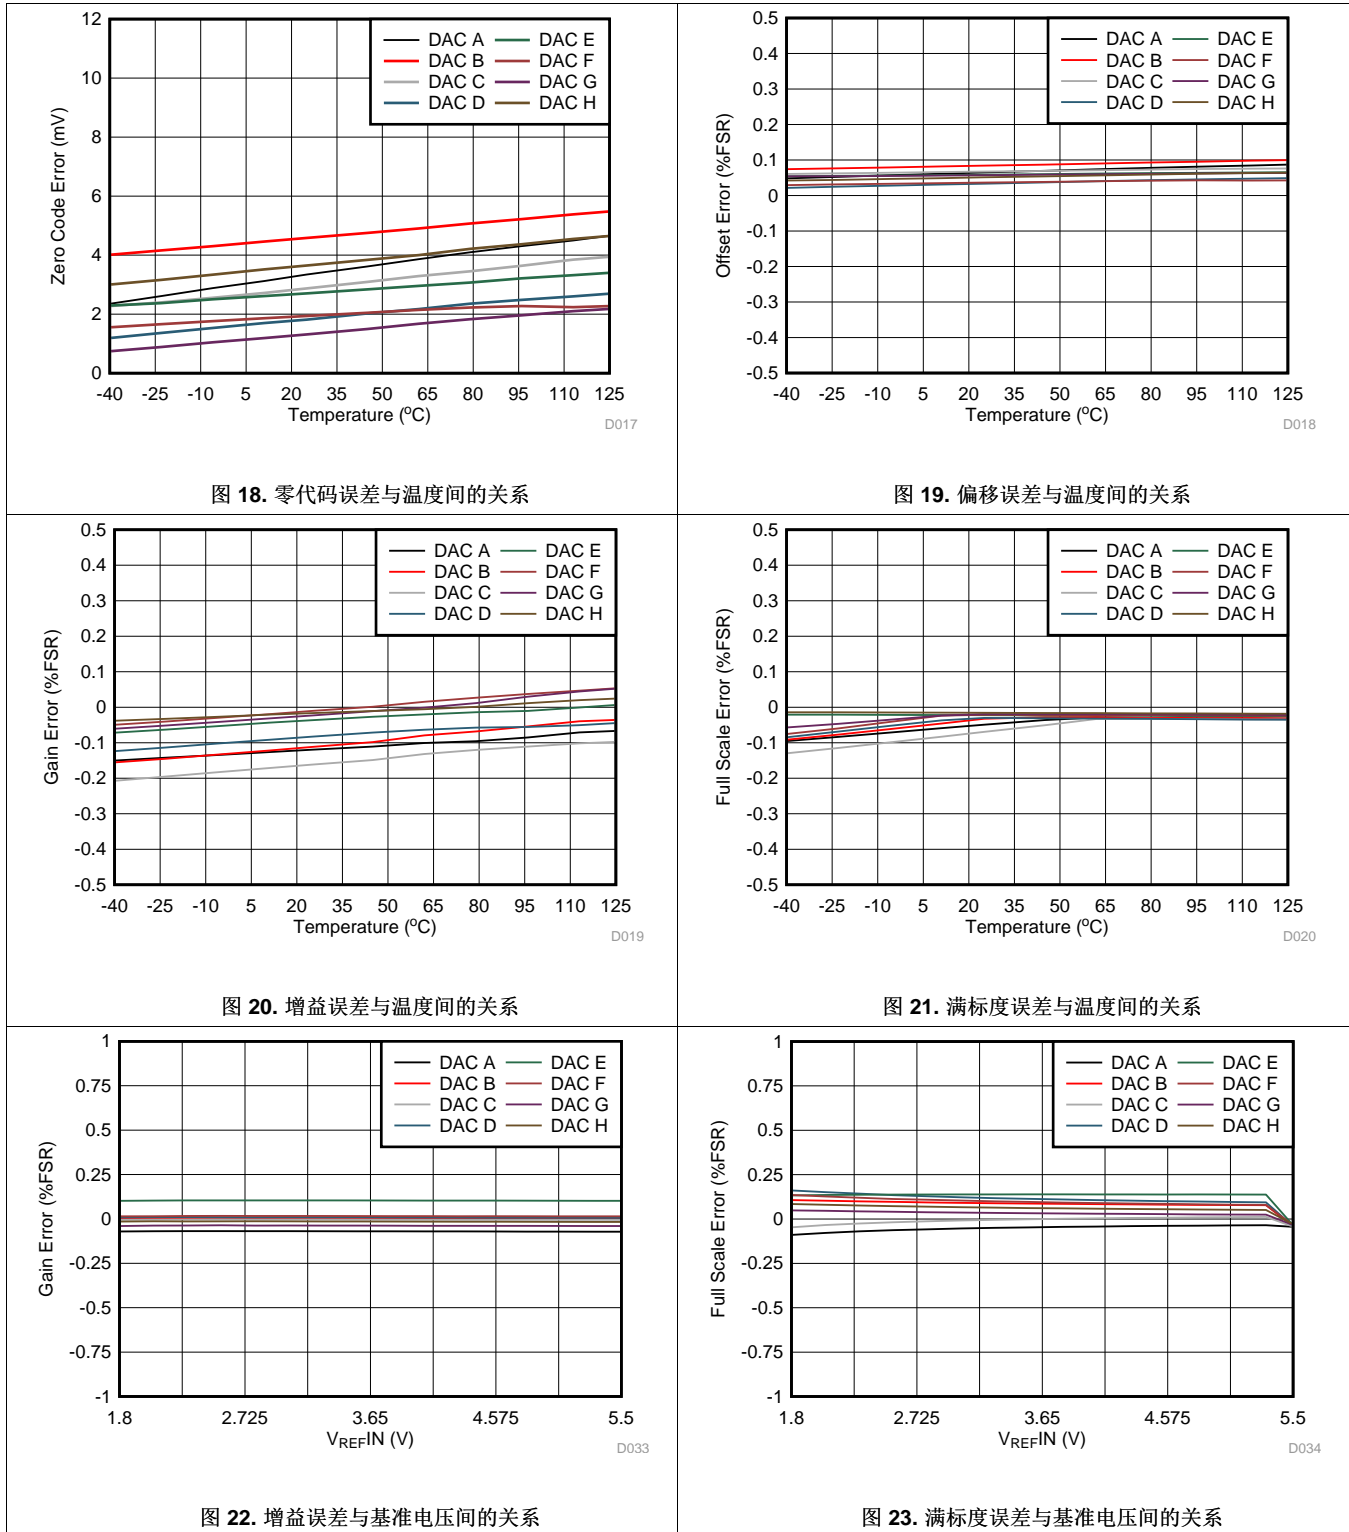 12
10
8
6
4
2
0
Zero Code Error (mV)
DAC A DAC E
DAC B DAC F
DAC C DAC G
DAC D DAC H
-40 -25 -10 5 20 35 50 65 80 95 110 125
Temperature (ºC)
D017
图 18. 零代码误差与温度间的关系
0.5
0.4
0.3
0.2
0.1
0
-0.1
-0.2
-0.3
-0.4
-0.5
Offset Error (%FSR)
DAC A DAC E
DAC B DAC F
DAC C DAC G
DAC D DAC H
-40 -25 -10 5 20 35 50 65 80 95 110 125
Temperature (ºC)
D018
图 19. 偏移误差与温度间的关系
0.5
0.4
0.3
0.2
0.1
0
-0.1
-0.2
-0.3
-0.4
-0.5
Gain Error (%FSR)
DAC A DAC E
DAC B DAC F
DAC C DAC G
DAC D DAC H
-40 -25 -10 5 20 35 50 65 80 95 110 125
Temperature (ºC)
D019
图 20. 增益误差与温度间的关系
0.5
0.4
0.3
0.2
0.1
0
-0.1
-0.2
-0.3
-0.4
-0.5
Full Scale Error (%FSR)
DAC A DAC E
DAC B DAC F
DAC C DAC G
DAC D DAC H
-40 -25 -10 5 20 35 50 65 80 95 110 125
Temperature (ºC)
D020
图 21. 满标度误差与温度间的关系
1
0.75
0.5
0.25
0
-0.25
-0.5
-0.75
-1
Gain Error (%FSR)
DAC A DAC E
DAC B DAC F
DAC C DAC G
DAC D DAC H
1.8 2.725 3.65 4.575 5.5
VREFIN (V)
D033
图 22. 增益误差与基准电压间的关系
1
0.75
0.5
0.25
0
-0.25
-0.5
-0.75
-1
Full Scale Error (%FSR)
DAC A DAC E
DAC B DAC F
DAC C DAC G
DAC D DAC H
1.8 2.725 3.65 4.575 5.5
VREFIN (V)
D034
图 23. 满标度误差与基准电压间的关系